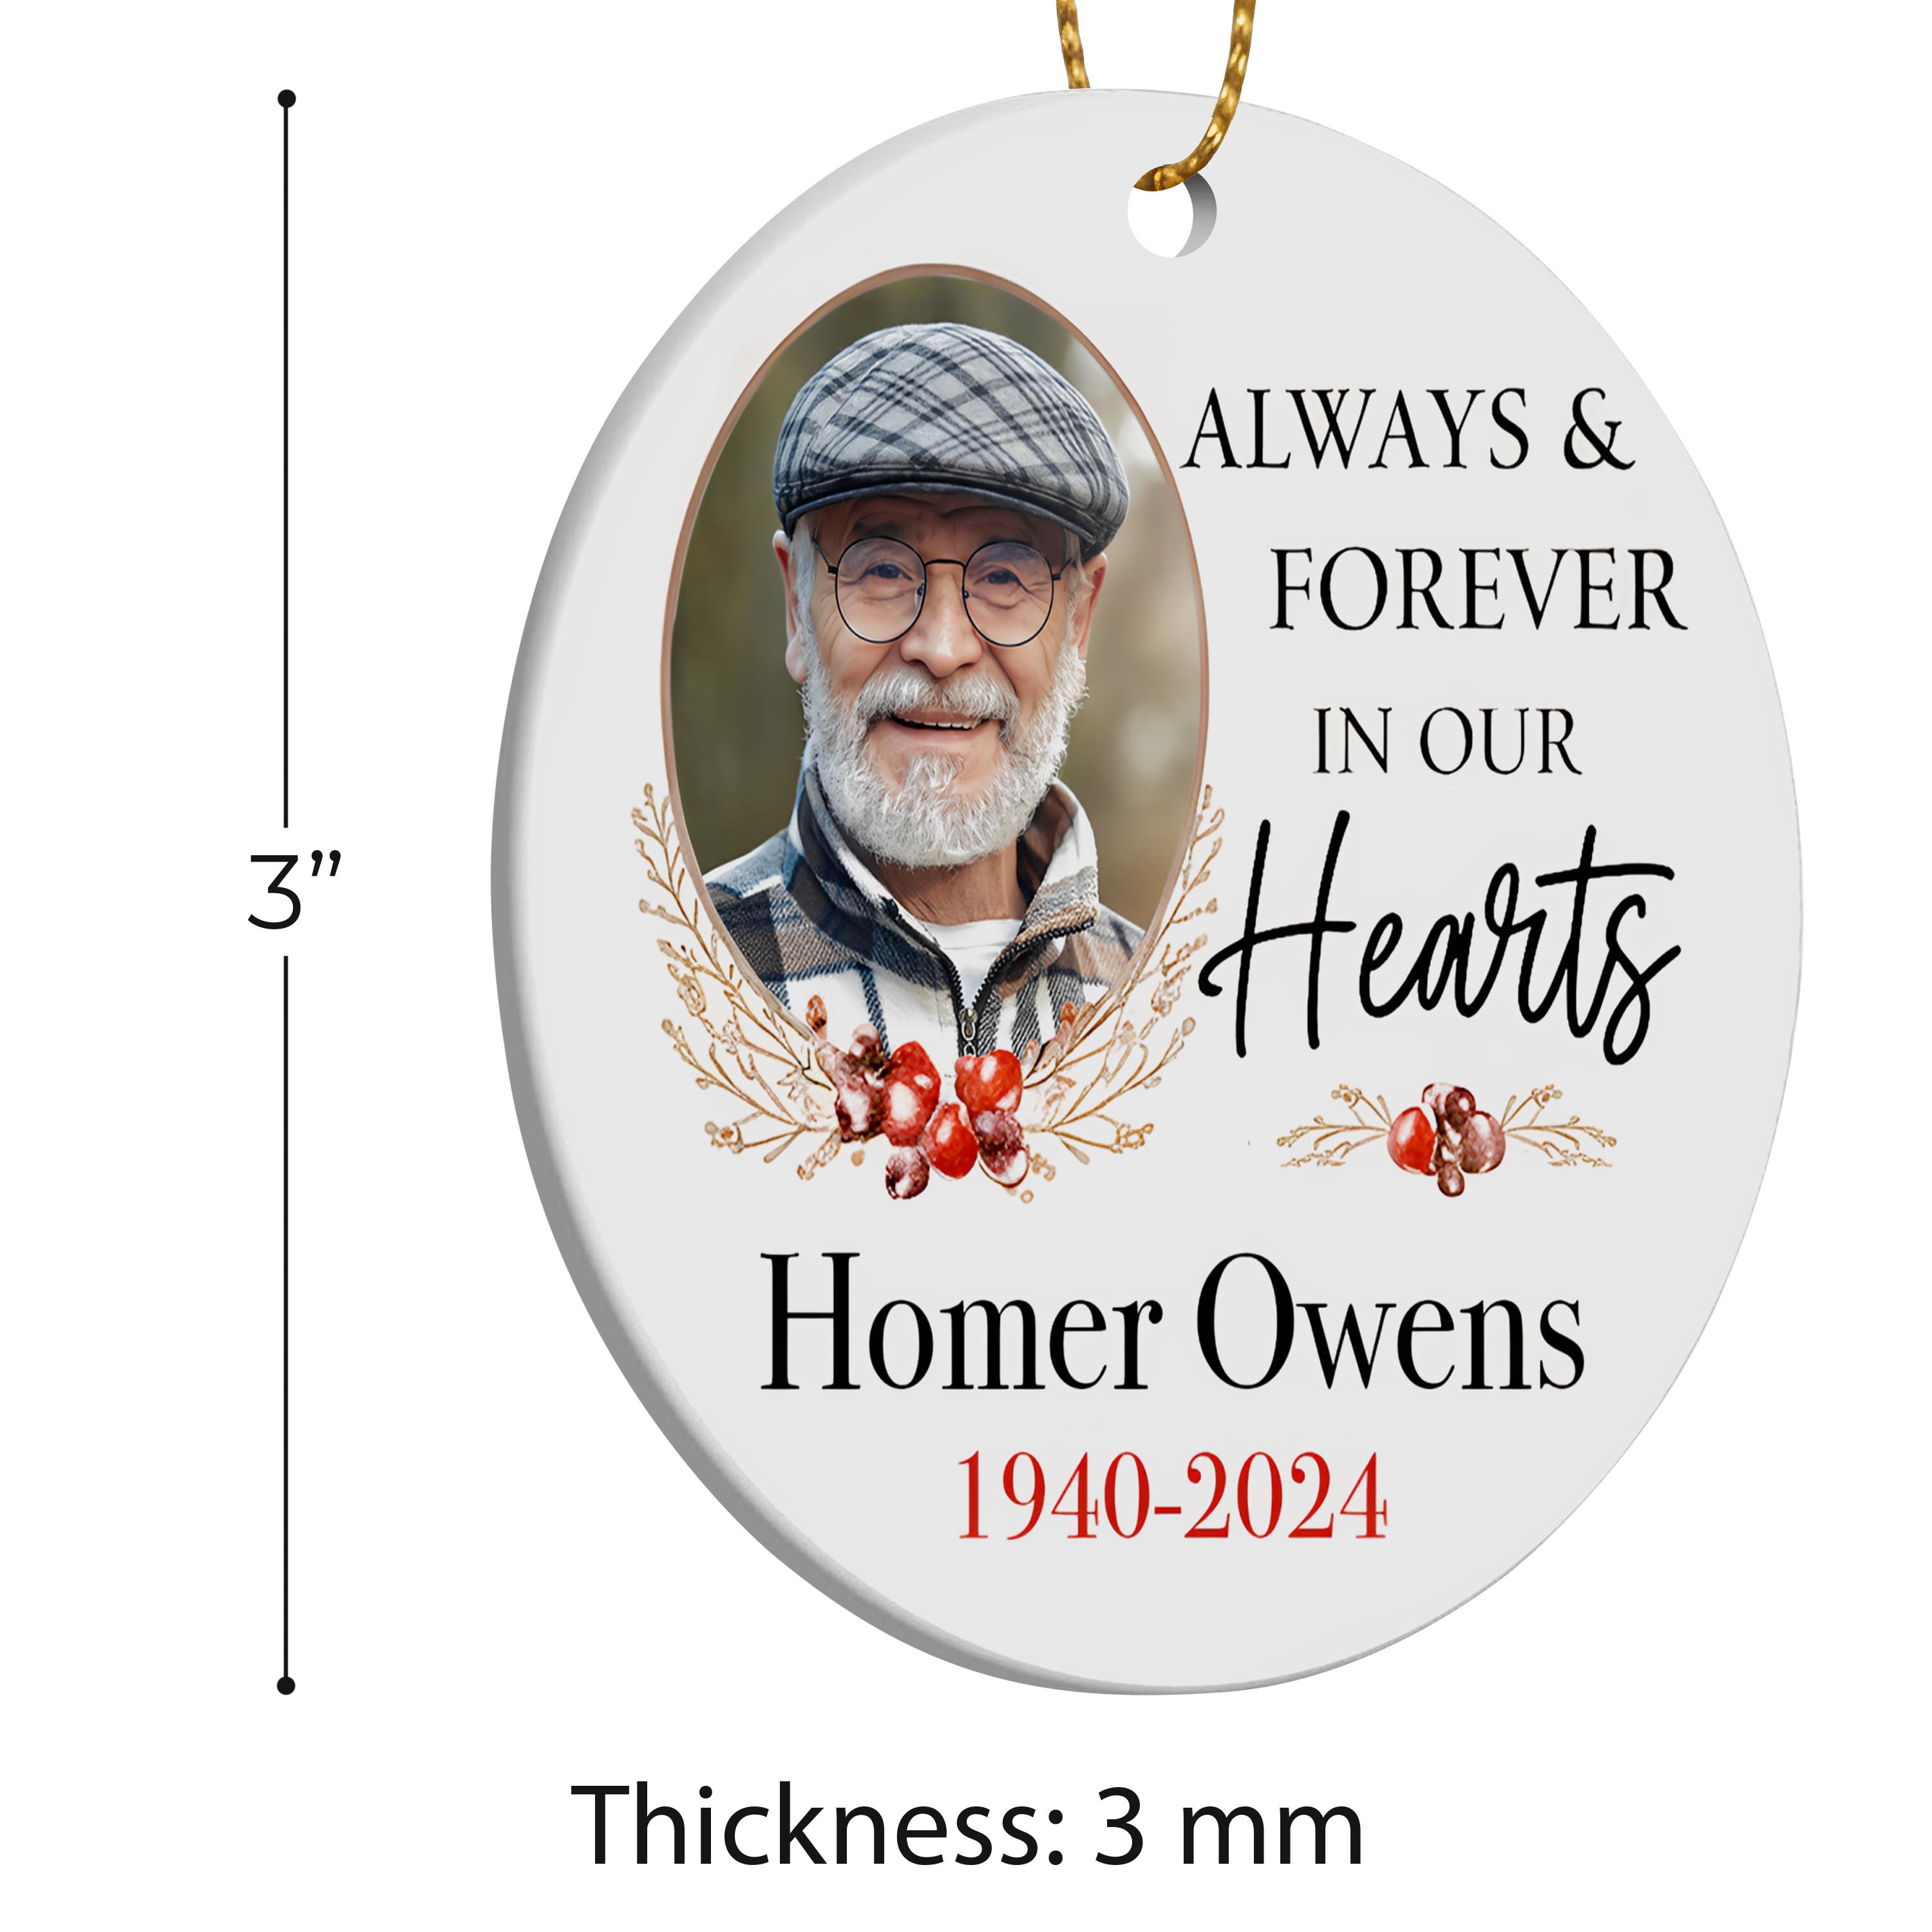 ALWAYS &
FOREVER
IN OUR
Hearts
3”
Homer Owens
1940-2024
Thickness: 3 mm